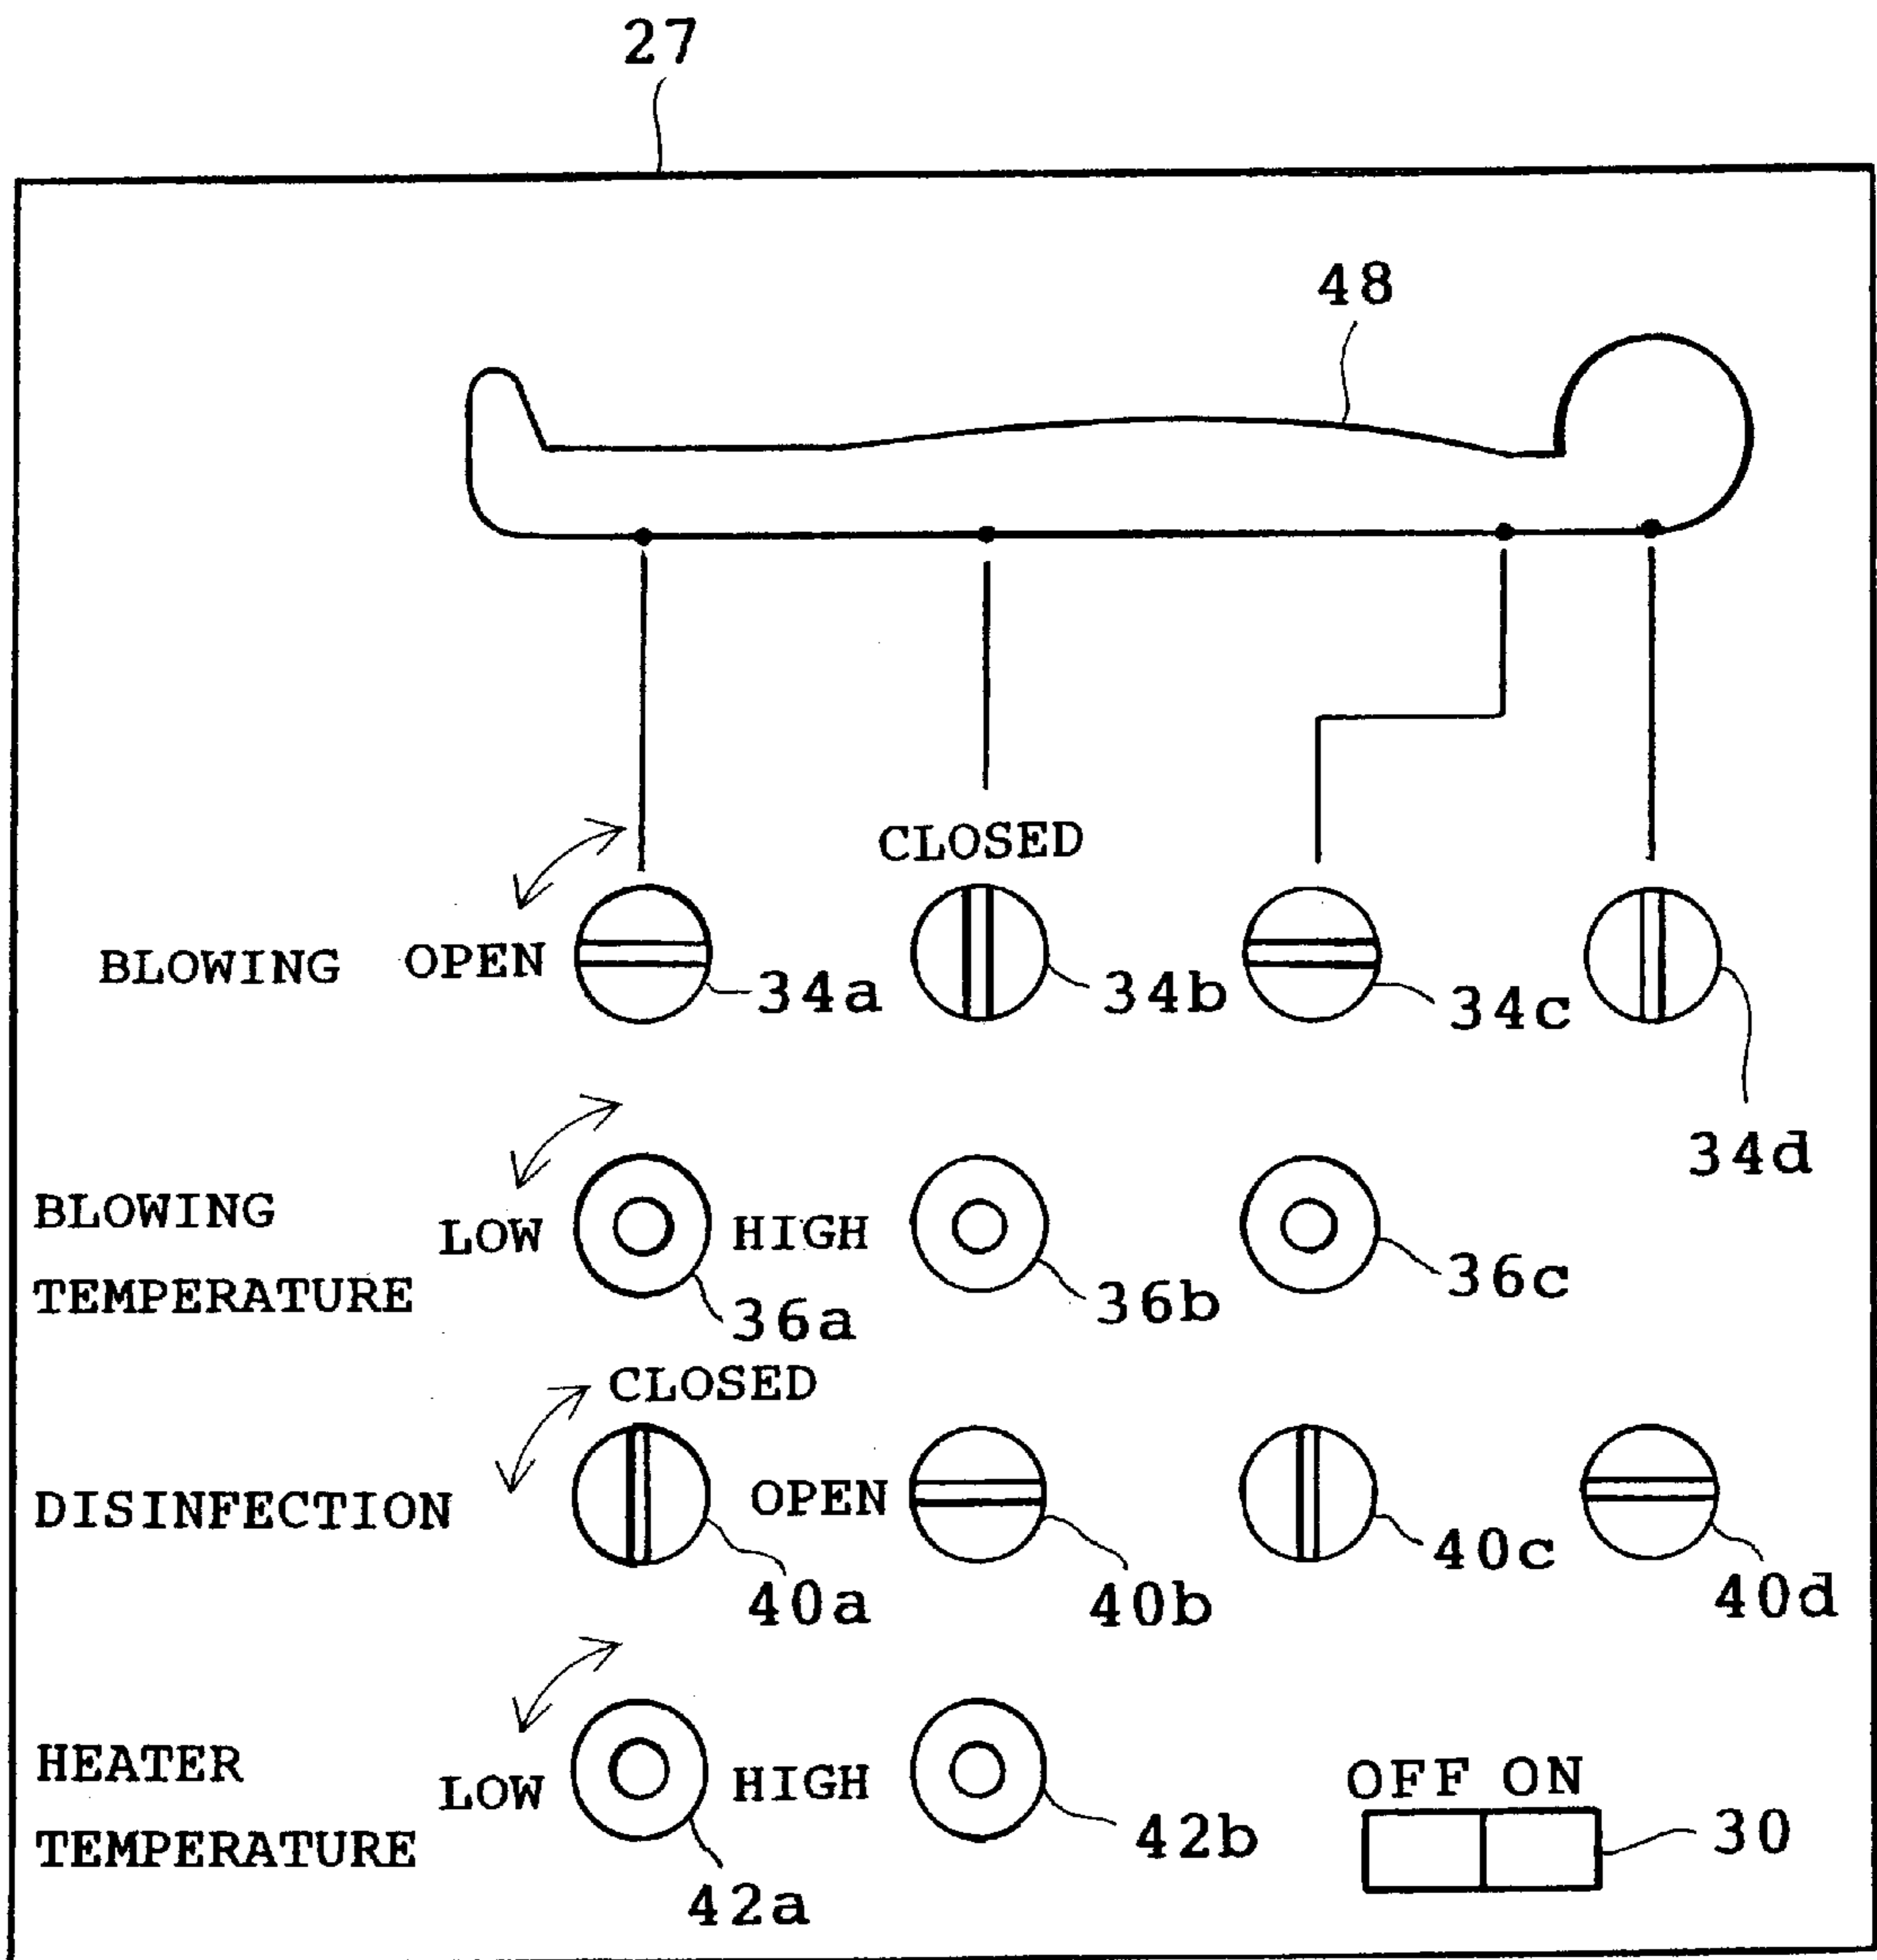 27
48
CLOSED
BLOWING OPEN 34a 34b 34c
34d
BLOWING LOW HIGH
TEMPERATURE 36a 36b 36c
CLOSED
DISINFECTION OPEN 40c
40a 40b 40d
HEATER LOW HIGH OFF ON
TEMPERATURE 42b 30
42a